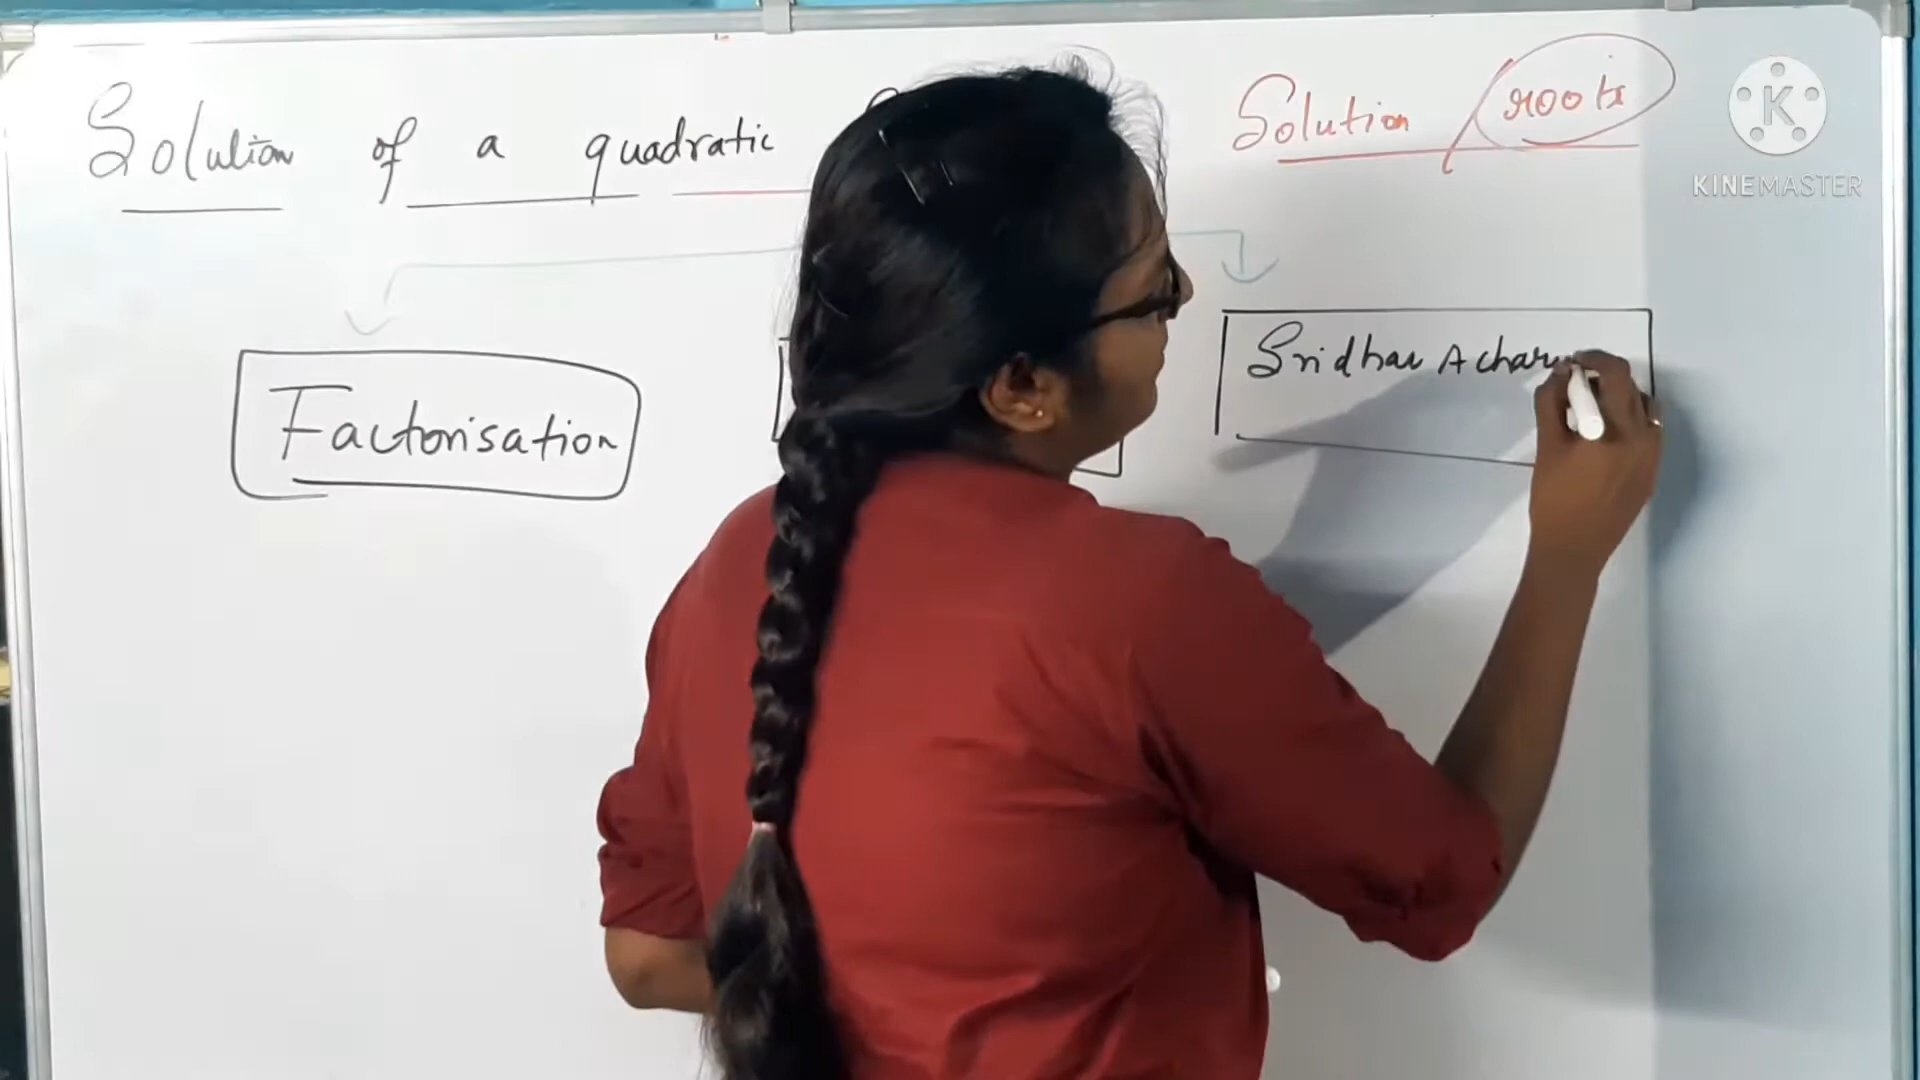 Solution of a quadratic
Solution / roots
KINEMASTER
Factorisation
Sridhar Achar